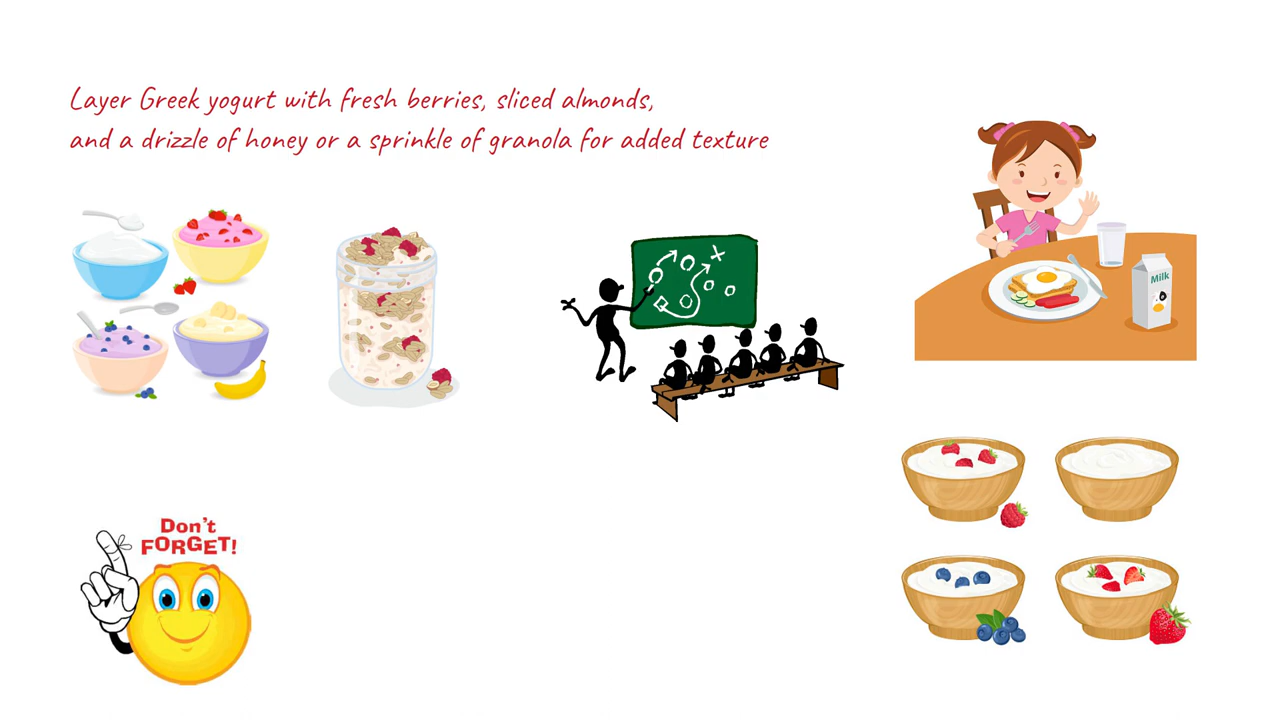 Layer Greek yogurt with fresh berries, sliced almonds,
and a drizzle of honey or a sprinkle of granola for added texture
Milk
Don't
FORGET!